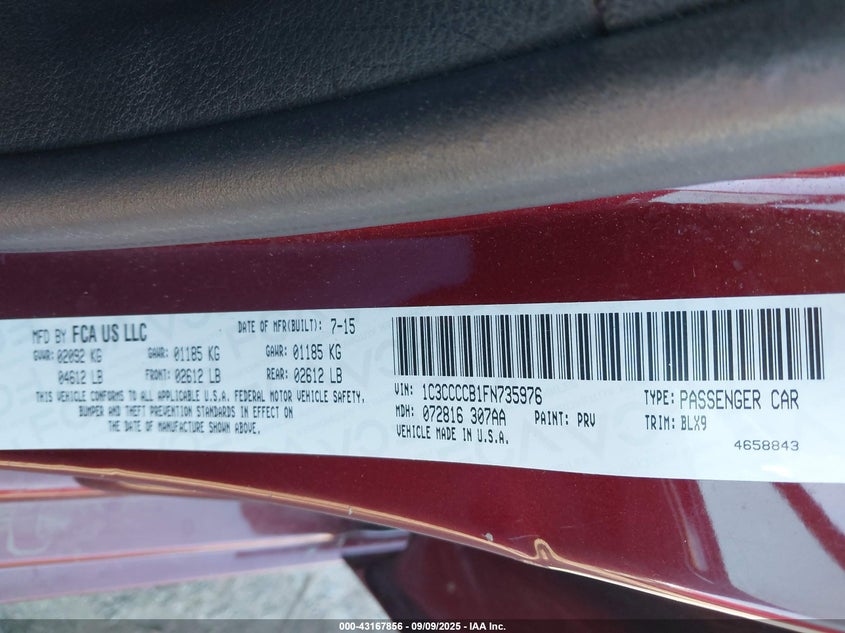 MFD BY FCA US LLC
DATE OF MFR(BUILT): 7-15
GVWR: 02092 KG GAWR: 01185 KG GAWR: 01185 KG
04612 LB FRONT: 02612 LB REAR: 02612 LB
THIS VEHICLE CONFORMS TO ALL APPLICABLE U.S.A. FEDERAL MOTOR VEHICLE SAFETY,
BUMPER AND THEFT PREVENTION STANDARDS IN EFFECT ON
THE DATE OF MANUFACTURE SHOWN ABOVE.
VIN: 1C3CCCCB1FN735976 TYPE: PASSENGER CAR
MDH: 072816 307AA PAINT: PRV TRIM: BLX9
VEHICLE MADE IN U.S.A.
4658843
000-43167856 - 09/09/2025 - IAA Inc.